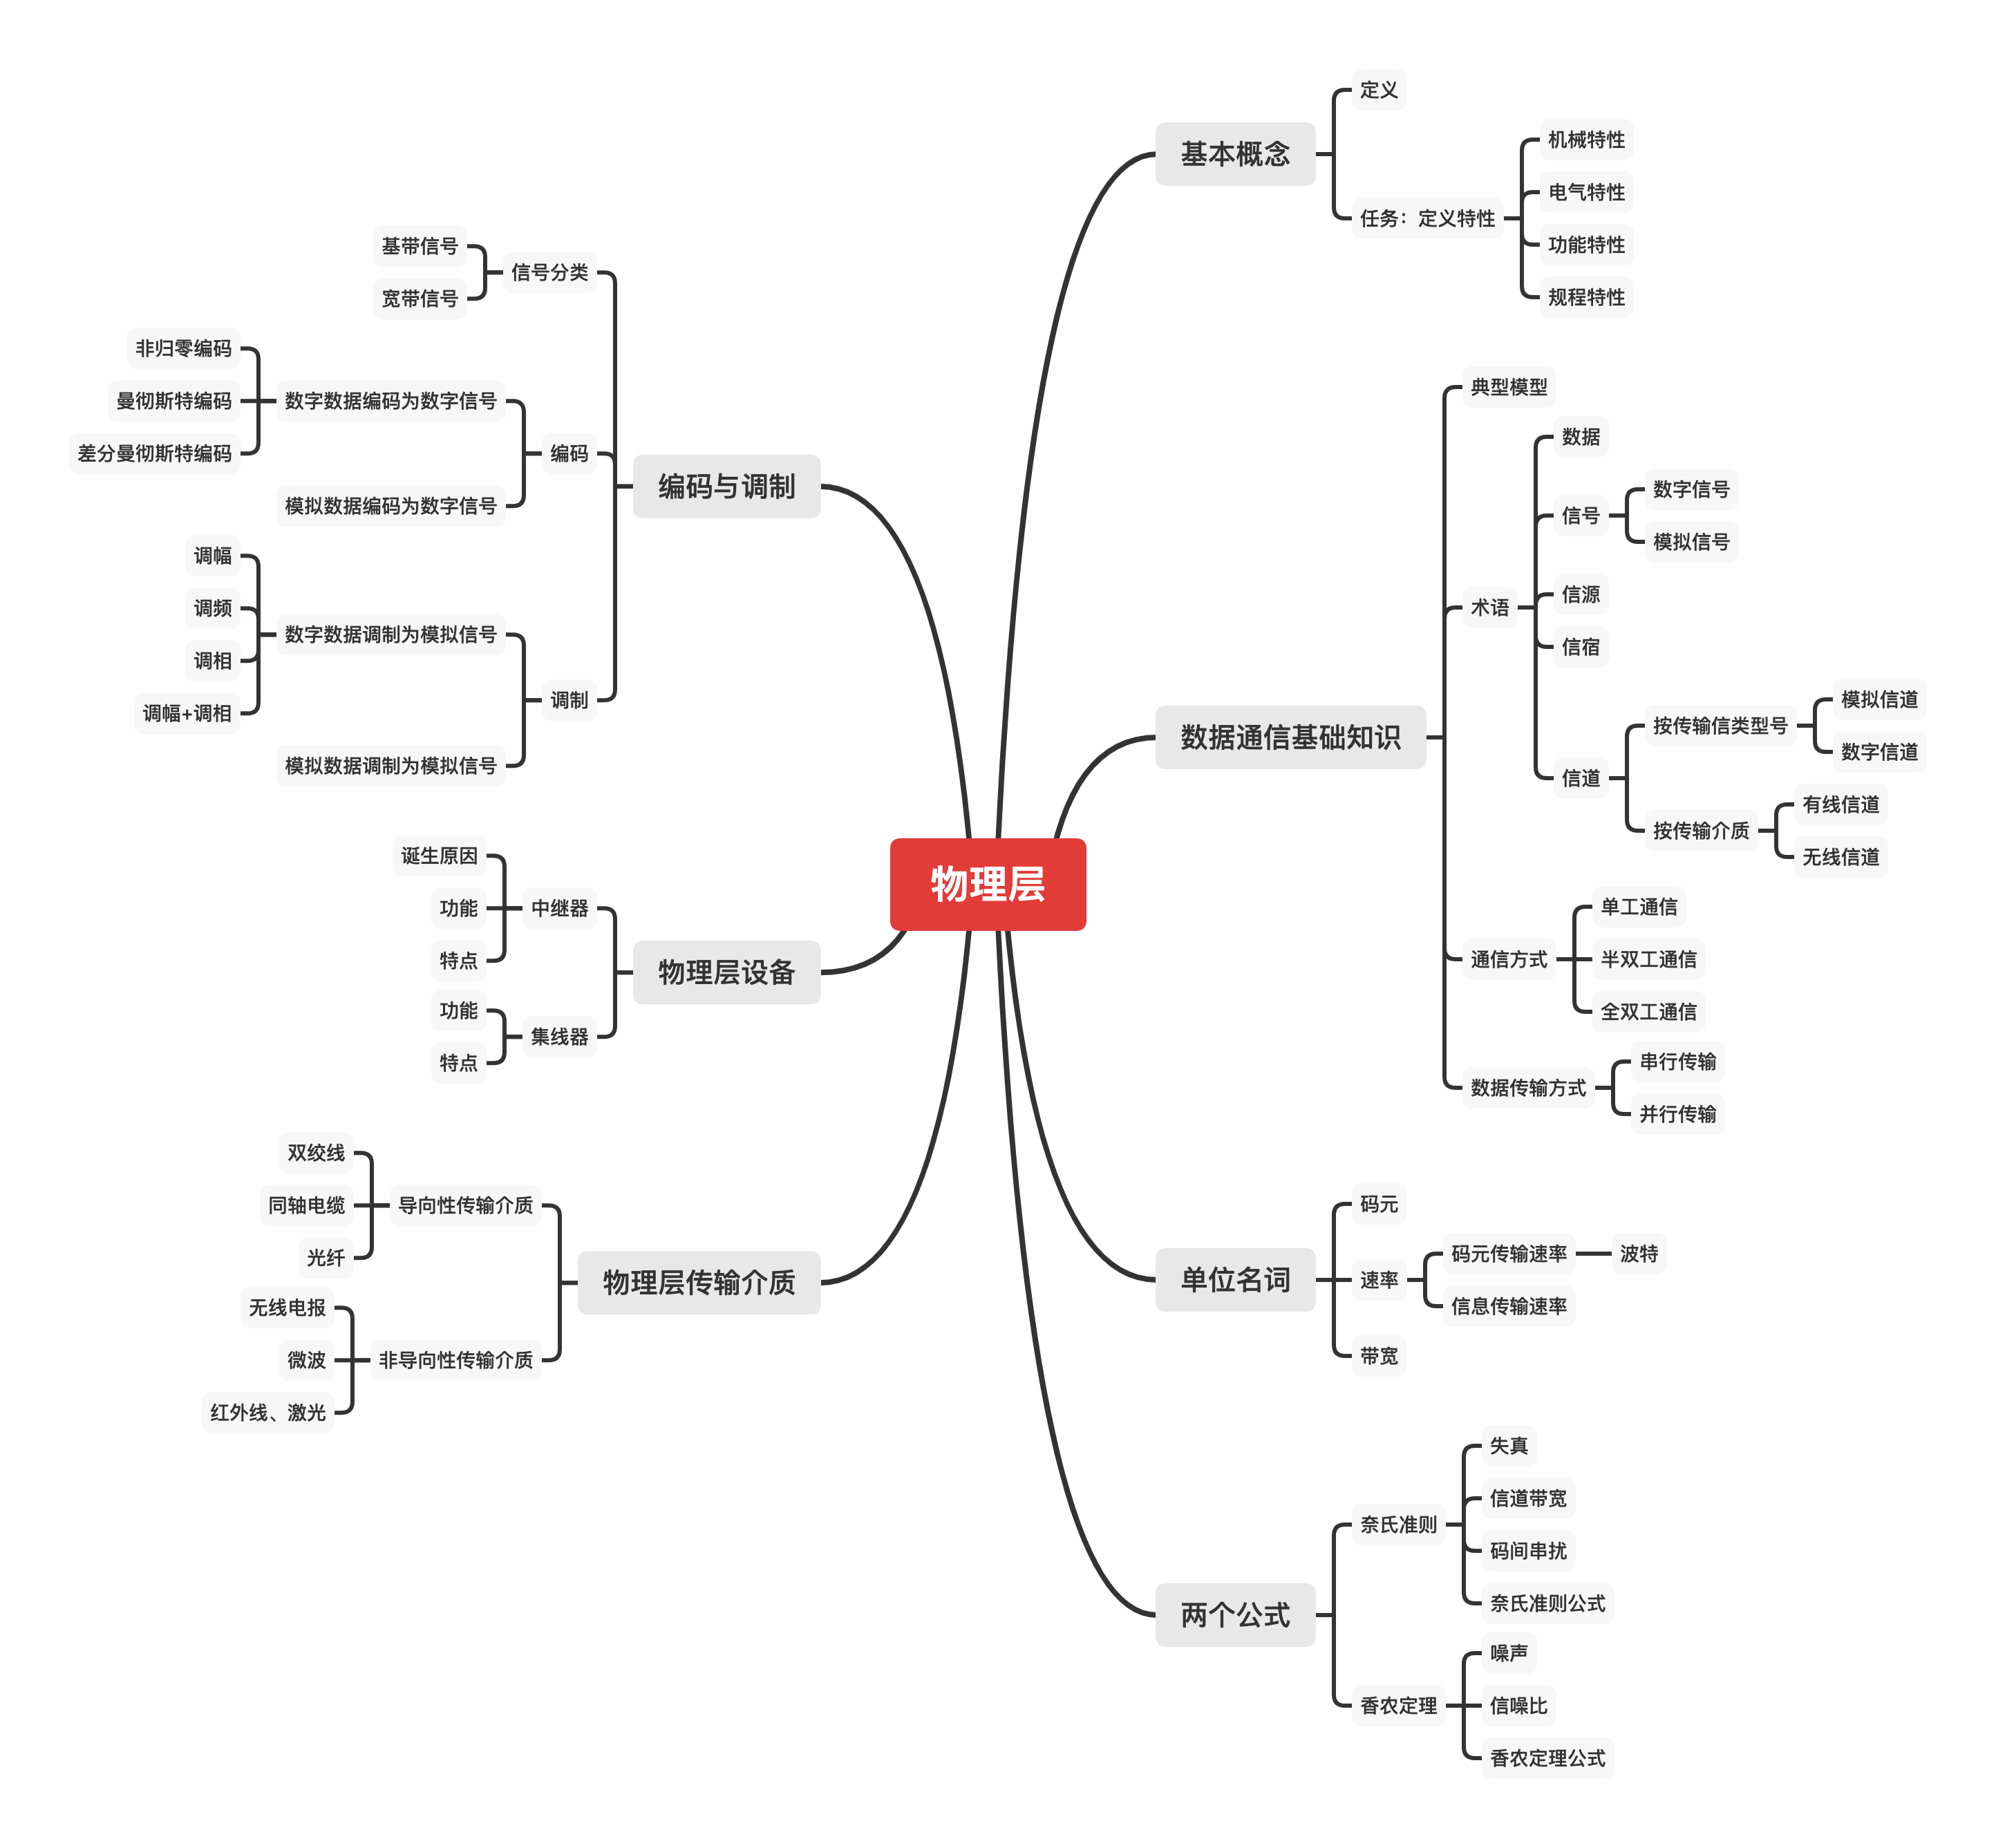 物理层
基本概念
定义
任务：定义特性
机械特性
电气特性
功能特性
规程特性
数据通信基础知识
典型模型
术语
数据
信号
数字信号
模拟信号
信源
信宿
信道
按传输信类型号
模拟信道
数字信道
按传输介质
有线信道
无线信道
通信方式
单工通信
半双工通信
全双工通信
数据传输方式
串行传输
并行传输
单位名词
码元
速率
码元传输速率
波特
信息传输速率
带宽
两个公式
奈氏准则
失真
信道带宽
码间串扰
奈氏准则公式
香农定理
噪声
信噪比
香农定理公式
编码与调制
信号分类
基带信号
宽带信号
编码
数字数据编码为数字信号
非归零编码
曼彻斯特编码
差分曼彻斯特编码
模拟数据编码为数字信号
调制
数字数据调制为模拟信号
调幅
调频
调相
调幅+调相
模拟数据调制为模拟信号
物理层设备
中继器
诞生原因
功能
特点
集线器
功能
特点
物理层传输介质
导向性传输介质
双绞线
同轴电缆
光纤
非导向性传输介质
无线电报
微波
红外线、激光